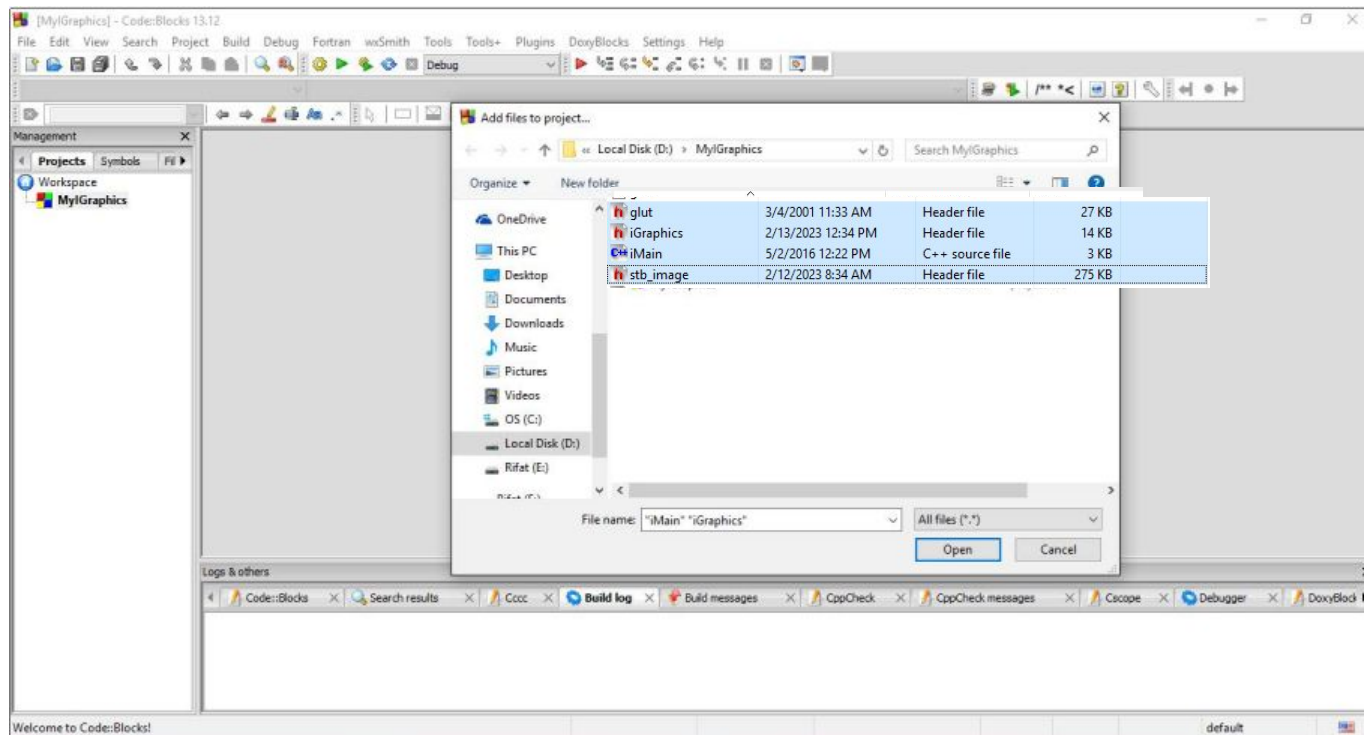 [MyIGraphics] - Code::Blocks 13.12
File Edit View Search Project Build Debug Fortran wxSmith Tools Tools+ Plugins DoxyBlocks Settings Help
Debug
/** *<
Management
Projects Symbols
Workspace
MyIGraphics
Add files to project...
« Local Disk (D:) > MyIGraphics
Search MyIGraphics
Organize New folder
OneDrive
This PC
Desktop
Documents
Downloads
Music
Pictures
Videos
OS (C:)
Local Disk (D:)
Rifat (E:)
glut 3/4/2001 11:33 AM Header file 27 KB
iGraphics 2/13/2023 12:34 PM Header file 14 KB
iMain 5/2/2016 12:22 PM C++ source file 3 KB
stb_image 2/12/2023 8:34 AM Header file 275 KB
File name: "iMain" "iGraphics"
All files (*.*)
Open Cancel
Logs & others
Code::Blocks Search results Cccc Build log Build messages CppCheck CppCheck messages Cscope Debugger DoxyBlock
Welcome to Code::Blocks!
default